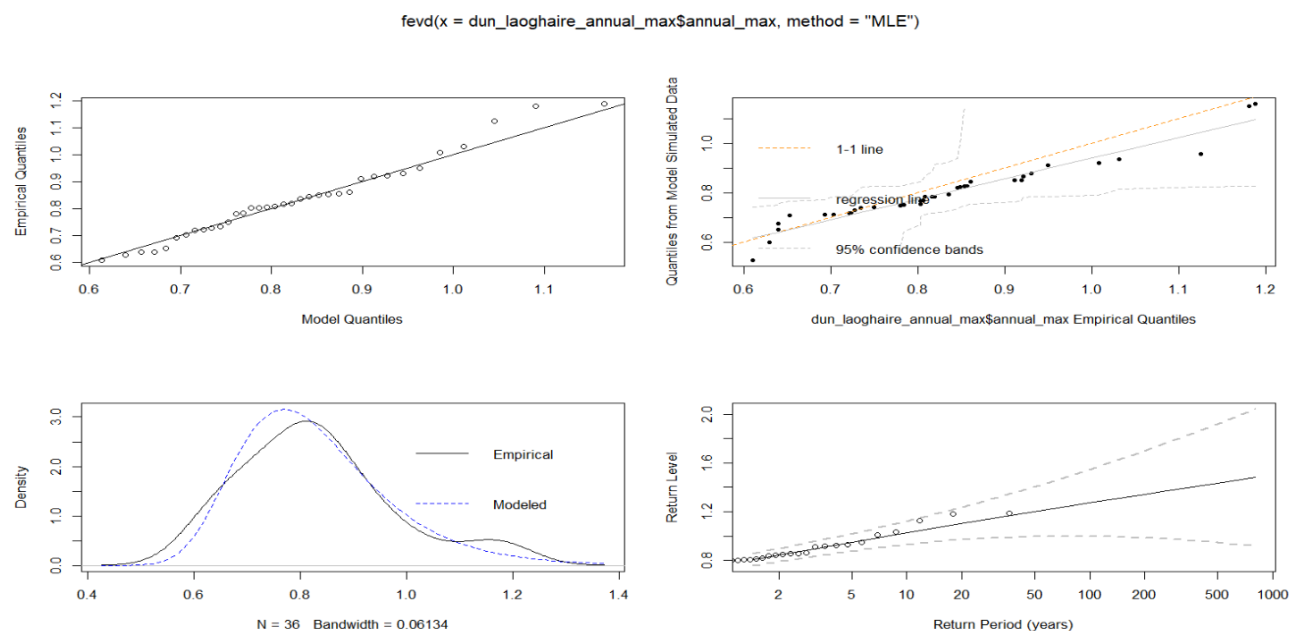 fevd(x = dun_laoghaire_annual_max$annual_max, method = "MLE")
Empirical Quantiles
0.6 0.7 0.8 0.9 1.0 1.1 1.2
0.6 0.7 0.8 0.9 1.0 1.1
Model Quantiles
Quantiles from Model Simulated Data
0.6 0.8 1.0
1-1 line
regression line
95% confidence bands
0.6 0.7 0.8 0.9 1.0 1.1 1.2
dun_laoghaire_annual_max$annual_max Empirical Quantiles
Density
0.0 1.0 2.0 3.0
Empirical
Modeled
0.4 0.6 0.8 1.0 1.2 1.4
N = 36 Bandwidth = 0.06134
Return Level
0.8 1.2 1.6 2.0
2 5 10 20 50 100 200 500 1000
Return Period (years)